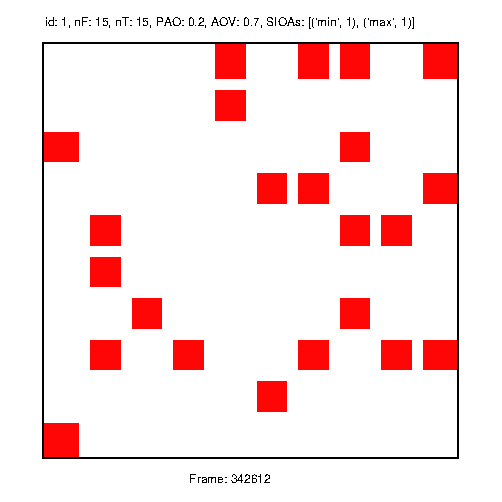 id: 1, nF: 15, nT: 15, PAO: 0.2, AOV: 0.7, SIOAs: [('min', 1), ('max', 1)]
Frame: 342612